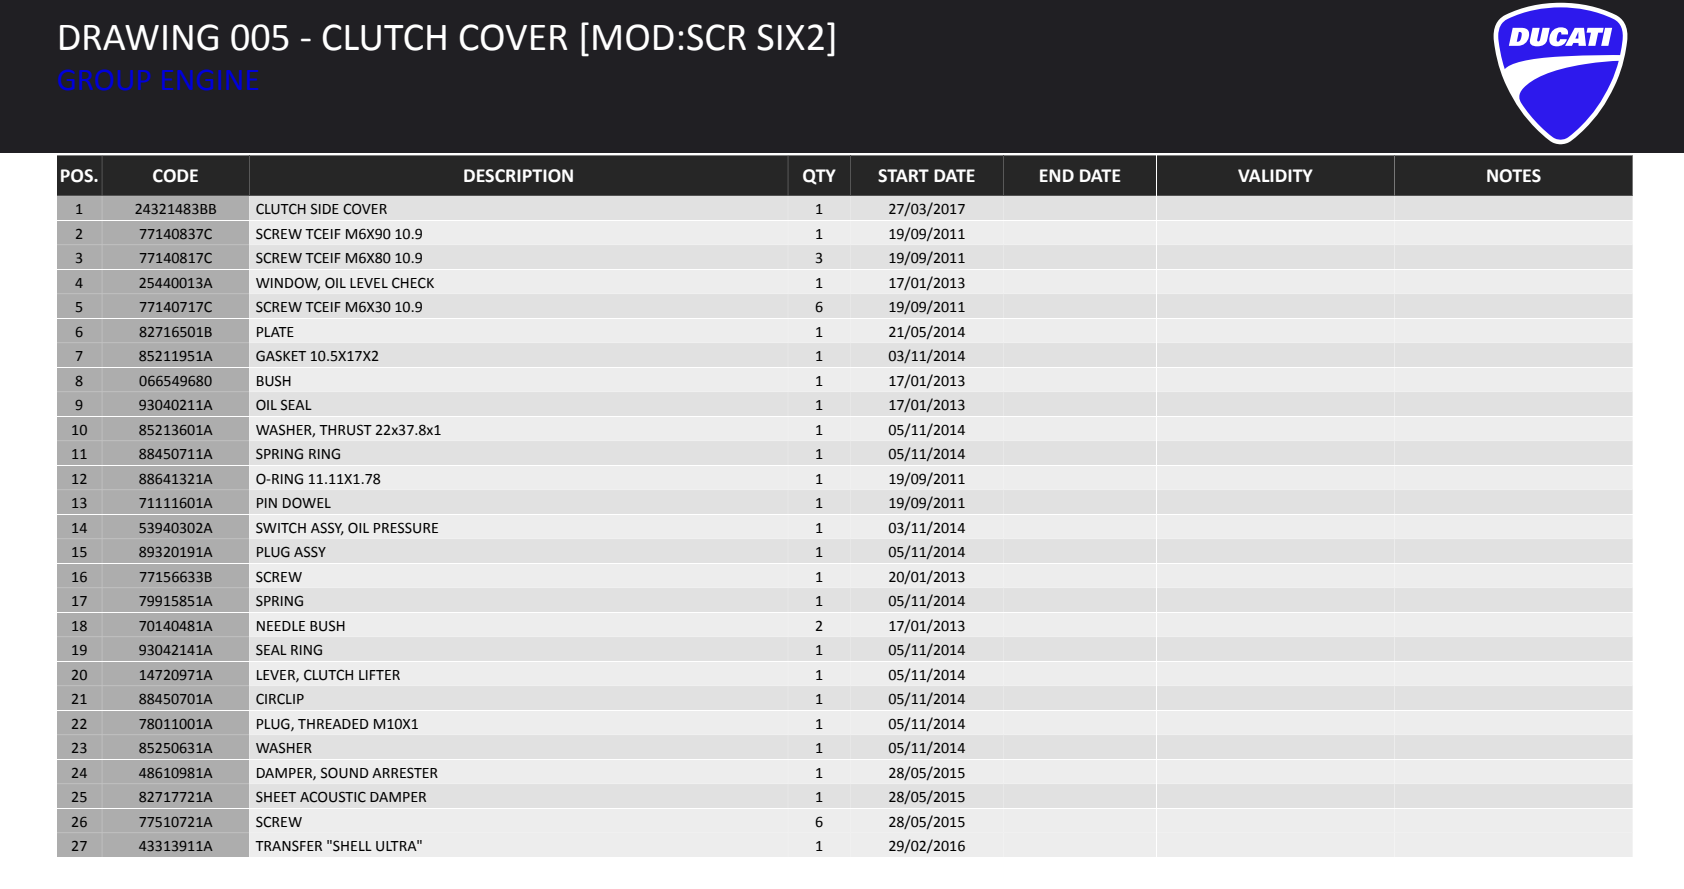 DRAWING 005 - CLUTCH COVER [MOD:SCR SIX2]
GROUP ENGINE
DUCATI
POS. CODE DESCRIPTION QTY START DATE END DATE VALIDITY NOTES
1 24321483BB CLUTCH SIDE COVER 1 27/03/2017
2 77140837C SCREW TCEIF M6X90 10.9 1 19/09/2011
3 77140817C SCREW TCEIF M6X80 10.9 3 19/09/2011
4 25440013A WINDOW, OIL LEVEL CHECK 1 17/01/2013
5 77140717C SCREW TCEIF M6X30 10.9 6 19/09/2011
6 82716501B PLATE 1 21/05/2014
7 85211951A GASKET 10.5X17X2 1 03/11/2014
8 066549680 BUSH 1 17/01/2013
9 93040211A OIL SEAL 1 17/01/2013
10 85213601A WASHER, THRUST 22x37.8x1 1 05/11/2014
11 88450711A SPRING RING 1 05/11/2014
12 88641321A O-RING 11.11X1.78 1 19/09/2011
13 71111601A PIN DOWEL 1 19/09/2011
14 53940302A SWITCH ASSY, OIL PRESSURE 1 03/11/2014
15 89320191A PLUG ASSY 1 05/11/2014
16 77156633B SCREW 1 20/01/2013
17 79915851A SPRING 1 05/11/2014
18 70140481A NEEDLE BUSH 2 17/01/2013
19 93042141A SEAL RING 1 05/11/2014
20 14720971A LEVER, CLUTCH LIFTER 1 05/11/2014
21 88450701A CIRCLIP 1 05/11/2014
22 78011001A PLUG, THREADED M10X1 1 05/11/2014
23 85250631A WASHER 1 05/11/2014
24 48610981A DAMPER, SOUND ARRESTER 1 28/05/2015
25 82717721A SHEET ACOUSTIC DAMPER 1 28/05/2015
26 77510721A SCREW 6 28/05/2015
27 43313911A TRANSFER "SHELL ULTRA" 1 29/02/2016